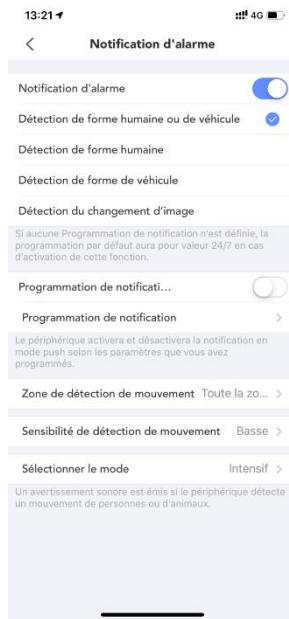 13:21
4G
Notification d'alarme
Notification d'alarme
Détection de forme humaine ou de véhicule
Détection de forme humaine
Détection de forme de véhicule
Détection du changement d'image
Si aucune Programmation de notification n'est définie, la
programmation par défaut aura pour valeur 24/7 en cas
d'activation de cette fonction.
Programmation de notificati...
Programmation de notification
Le périphérique activera et désactivera la notification en
mode push selon les paramètres que vous avez
programmés.
Zone de détection de mouvement Toute la zo...
Sensibilité de détection de mouvement Basse
Sélectionner le mode Intensif
Un avertissement sonore est émis si le périphérique détecte
un mouvement de personnes ou d'animaux.